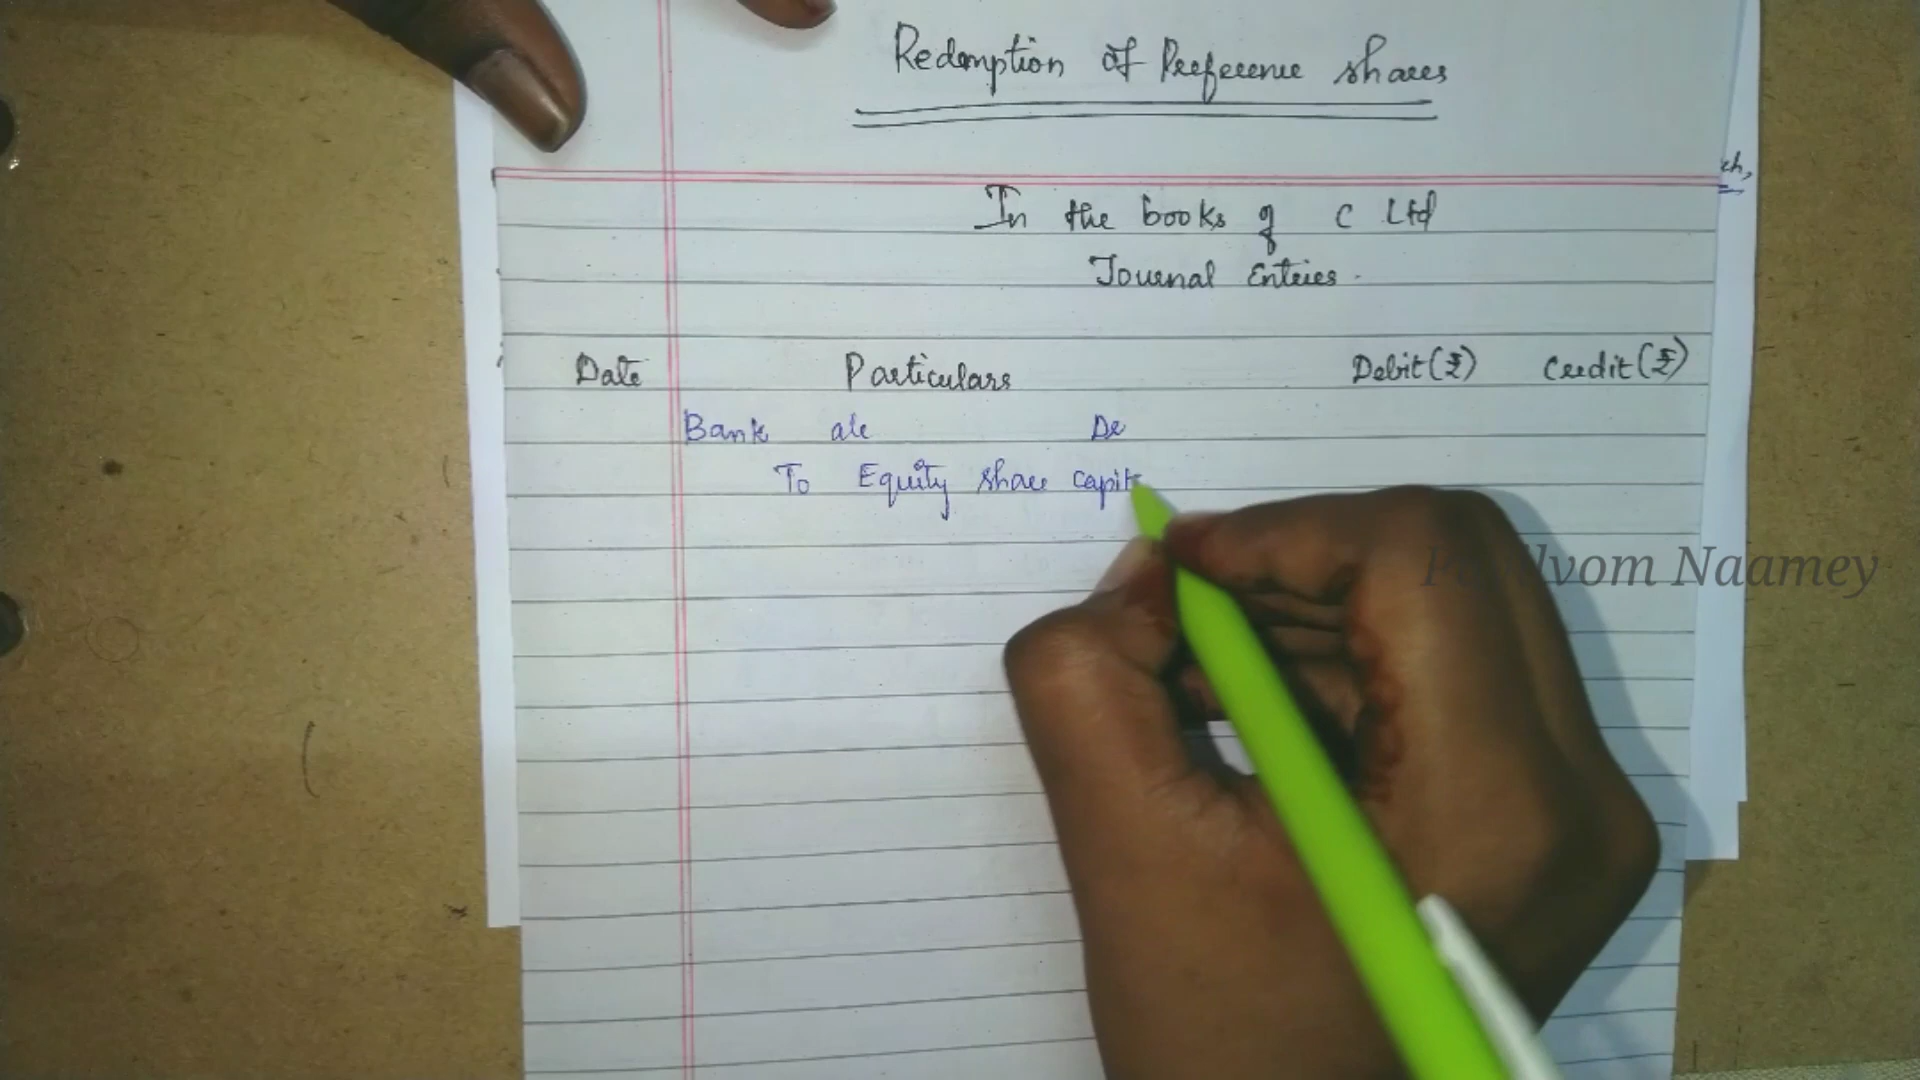 Redemption of Preference shares
In the books of C Ltd
Journal Entries.
Date Particulars Debit(₹) Credit(₹)
Bank a/c Dr
To Equity share capit
Naamey